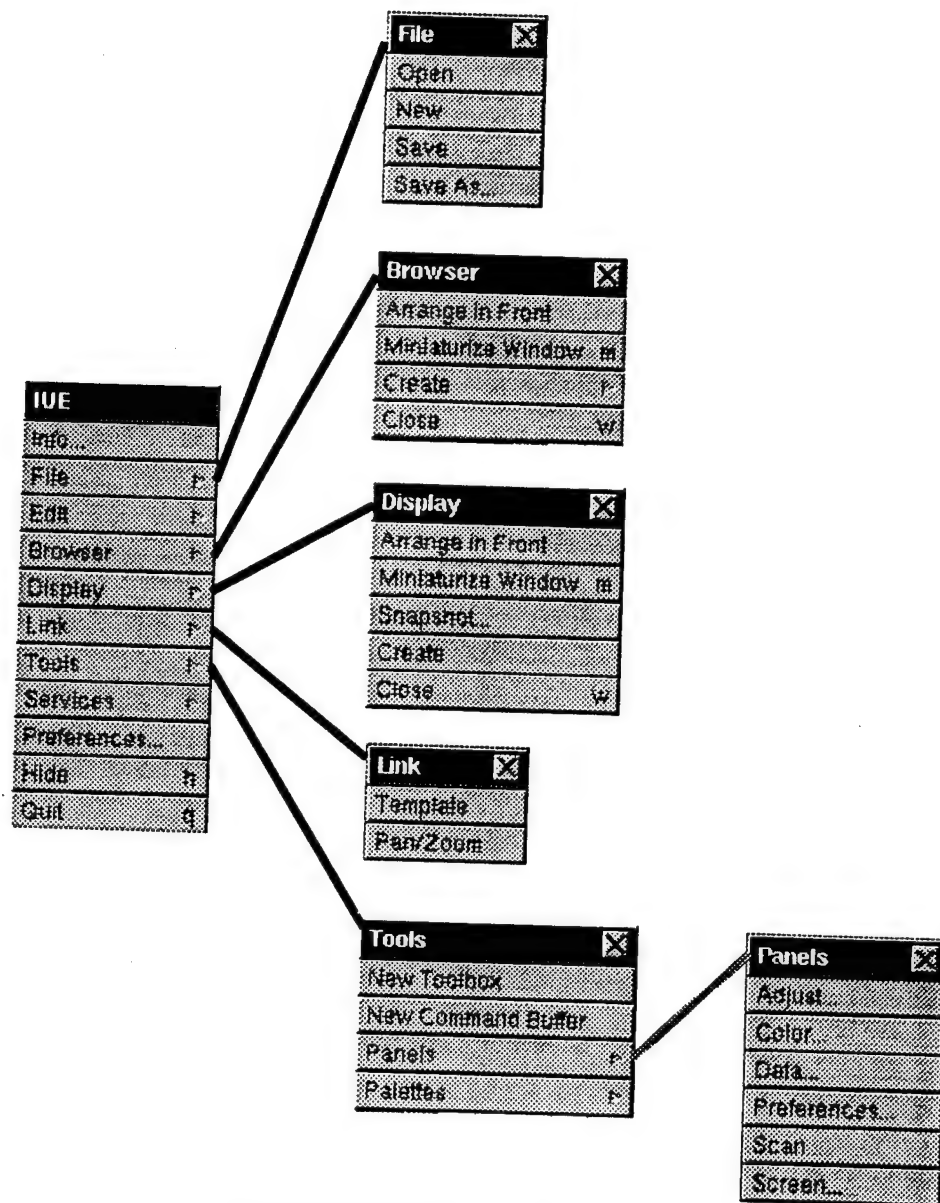 File
Open
New
Save
Save As...
Browser
Arrange in Front
Miniaturize Window m
Create r
Close w
IUE
Info...
File r
Edit r
Browser r
Display r
Link r
Tools r
Services r
Preferences...
Hide h
Quit q
Display
Arrange in Front
Miniaturize Window m
Snapshot...
Create
Close w
Link
Template
Pan/Zoom
Tools
New Toolbox
New Command Buffer
Panels r
Palettes r
Panels
Adjust...
Color...
Data...
Preferences...
Scan
Screen...